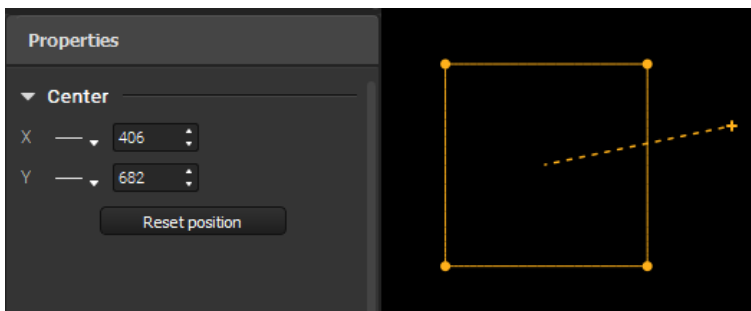 Properties
Center
X 406
Y 682
Reset position